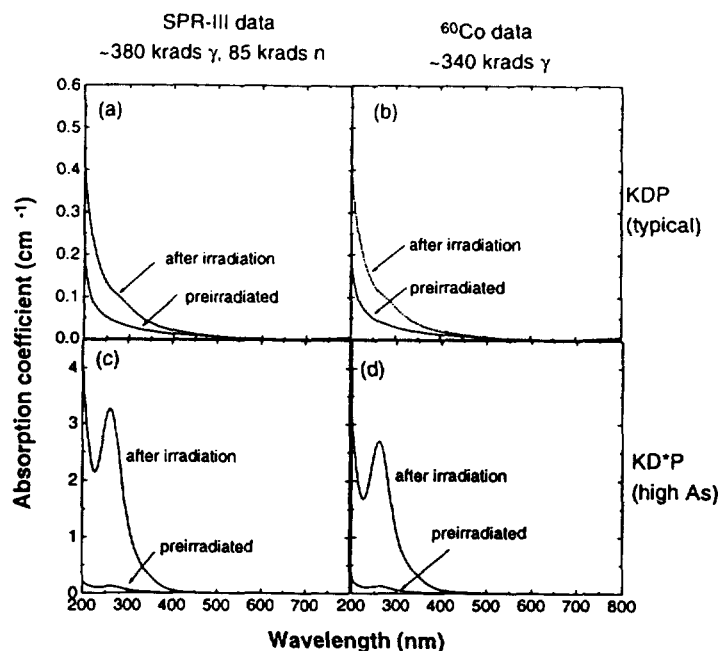 SPR-III data
~380 krads γ, 85 krads n
⁶⁰Co data
~340 krads γ
0.6
0.5
0.4
0.3
0.2
0.1
0.0
(a)
after irradiation
preirradiated
(b)
after irradiation
preirradiated
KDP
(typical)
Absorption coefficient (cm ⁻¹)
4
3
2
1
0
(c)
after irradiation
preirradiated
(d)
after irradiation
preirradiated
KD*P
(high As)
200 300 400 500 600 700 200 300 400 500 600 700 800
Wavelength (nm)